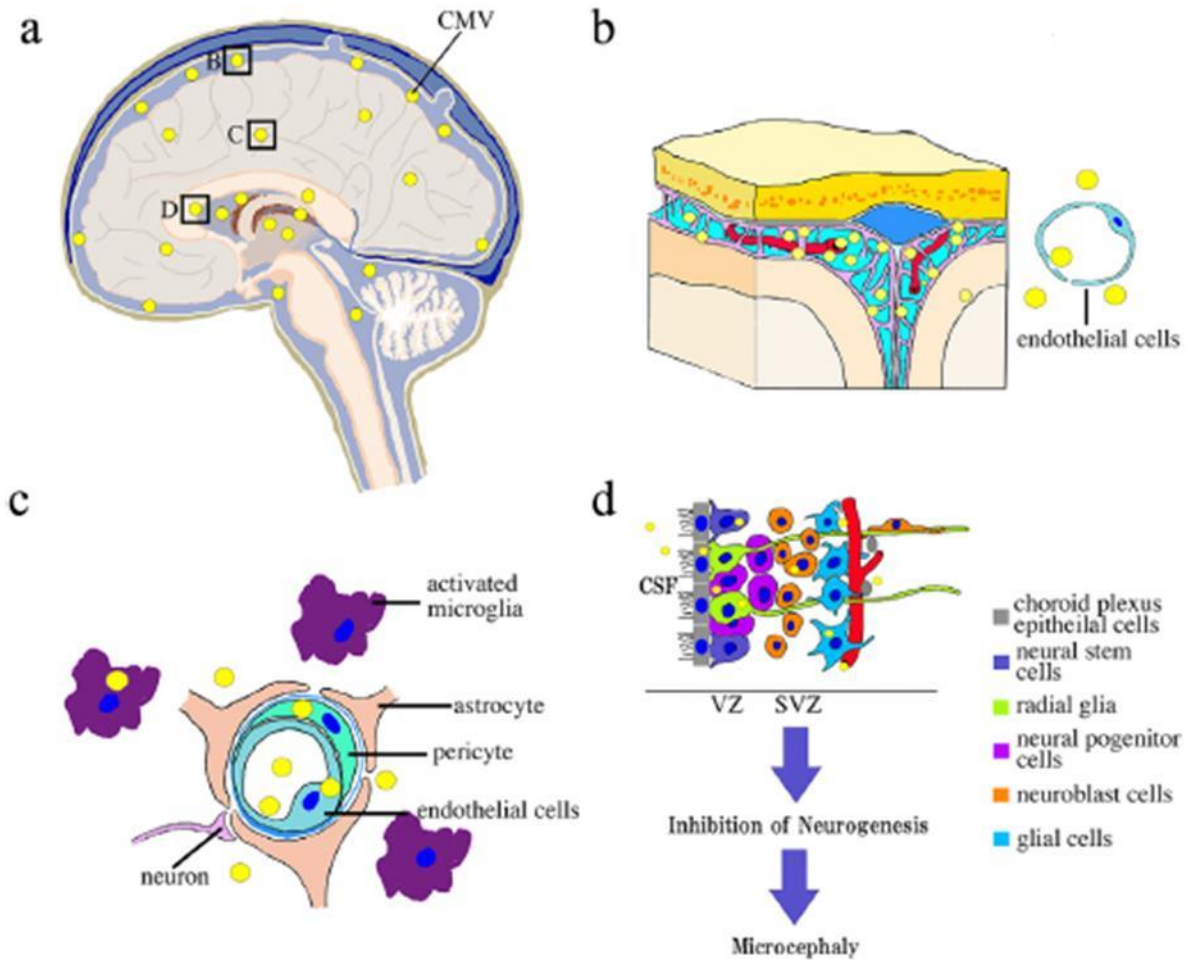 a
CMV
B
C
D
b
endothelial cells
c
activated
microglia
astrocyte
pericyte
endothelial cells
neuron
d
CSF
VZ SVZ
Inhibition of Neurogenesis
Microcephaly
choroid plexus
epitheilal cells
neural stem
cells
radial glia
neural pogenitor
cells
neuroblast cells
glial cells